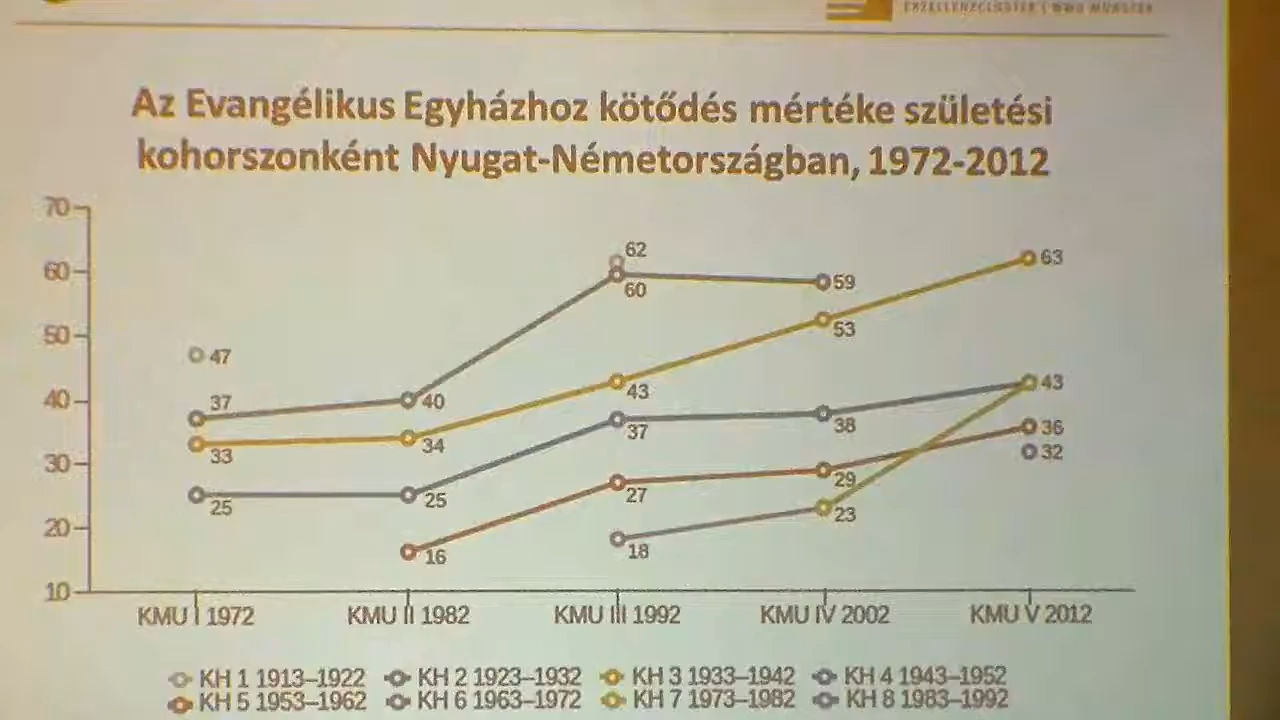 EXZELLENZCLUSTER | WWU MÜNSTER
Az Evangélikus Egyházhoz kötődés mértéke születési
kohorszonként Nyugat-Németországban, 1972-2012
70
60
50
40
30
20
10
62
60
59
63
53
47
37
40
43
43
33
34
37
38
36
32
25
25
27
29
23
16
18
KMU I 1972
KMU II 1982
KMU III 1992
KMU IV 2002
KMU V 2012
KH 1 1913–1922
KH 2 1923–1932
KH 3 1933–1942
KH 4 1943–1952
KH 5 1953–1962
KH 6 1963–1972
KH 7 1973–1982
KH 8 1983–1992